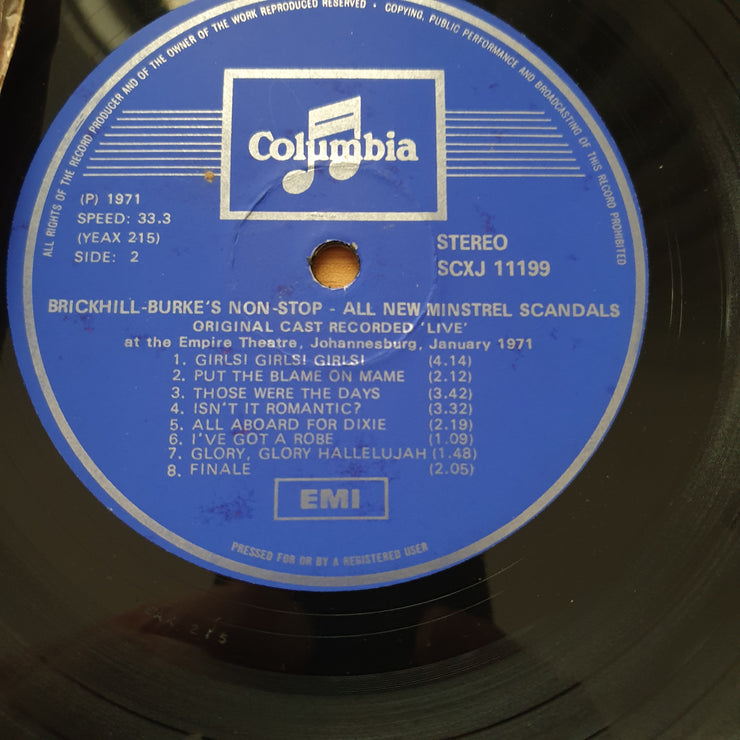 ALL RIGHTS OF THE RECORD PRODUCER AND OF THE OWNER OF THE WORK REPRODUCED RESERVED • COPYING, PUBLIC PERFORMANCE AND BROADCASTING OF THIS RECORD PROHIBITED
Columbia
(P) 1971
SPEED: 33.3
(YEAX 215)
SIDE: 2
STEREO
SCXJ 11199
BRICKHILL-BURKE'S NON-STOP - ALL NEW MINSTREL SCANDALS
ORIGINAL CAST RECORDED 'LIVE'
at the Empire Theatre, Johannesburg, January 1971
1. GIRLS! GIRLS! GIRLS! (4.14)
2. PUT THE BLAME ON MAME (2.12)
3. THOSE WERE THE DAYS (3.42)
4. ISN'T IT ROMANTIC? (3.32)
5. ALL ABOARD FOR DIXIE (2.19)
6. I'VE GOT A ROBE (1.09)
7. GLORY, GLORY HALLELUJAH (1.48)
8. FINALE (2.05)
EMI
PRESSED FOR OR BY A REGISTERED USER